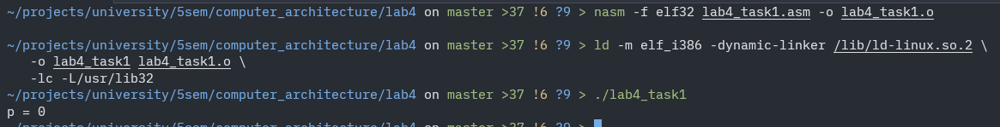 ~/projects/university/5sem/computer_architecture/lab4 on master >37 !6 ?9 > nasm -f elf32 lab4_task1.asm -o lab4_task1.o
~/projects/university/5sem/computer_architecture/lab4 on master >37 !6 ?9 > ld -m elf_i386 -dynamic-linker /lib/ld-linux.so.2 \
-o lab4_task1 lab4_task1.o \
-lc -L/usr/lib32
~/projects/university/5sem/computer_architecture/lab4 on master >37 !6 ?9 > ./lab4_task1
p = 0
~/projects/university/5sem/computer_architecture/lab4 on master >37 !6 ?9 >